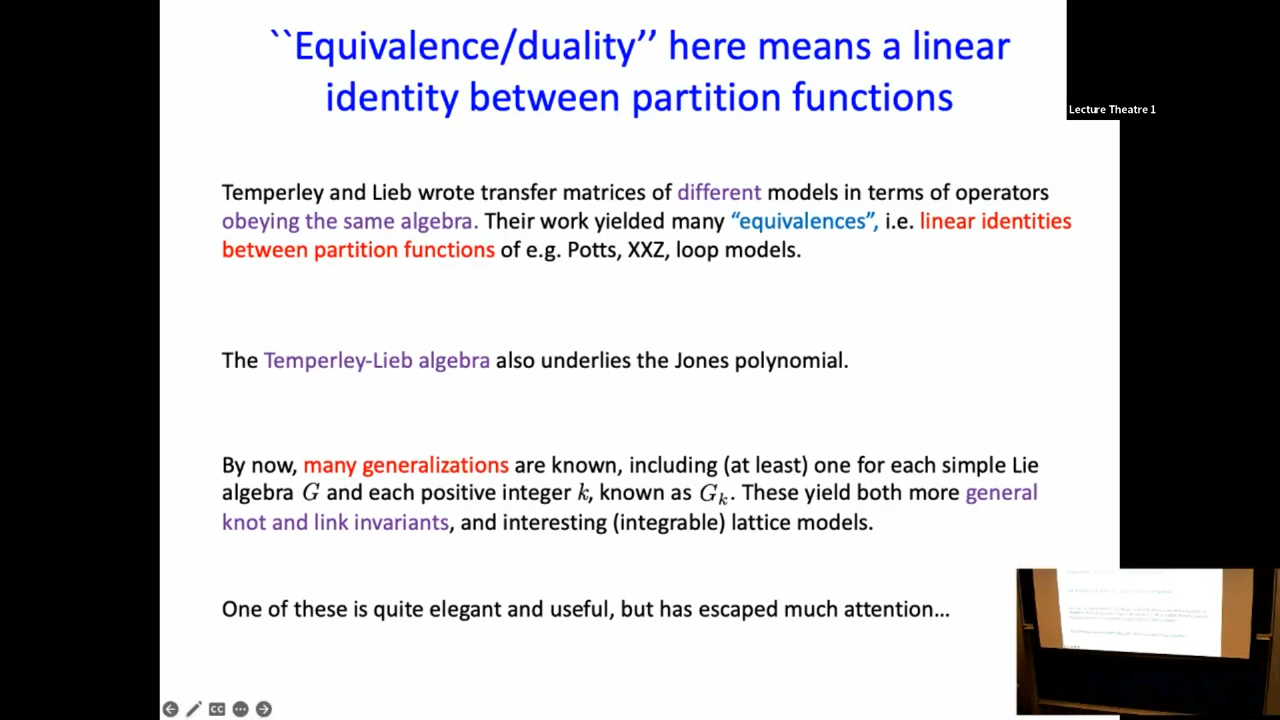 ``Equivalence/duality’’ here means a linear
identity between partition functions
Lecture Theatre 1
Temperley and Lieb wrote transfer matrices of different models in terms of operators
obeying the same algebra. Their work yielded many “equivalences”, i.e. linear identities
between partition functions of e.g. Potts, XXZ, loop models.
The Temperley-Lieb algebra also underlies the Jones polynomial.
By now, many generalizations are known, including (at least) one for each simple Lie
algebra G and each positive integer k, known as Gₖ. These yield both more general
knot and link invariants, and interesting (integrable) lattice models.
One of these is quite elegant and useful, but has escaped much attention…
CC